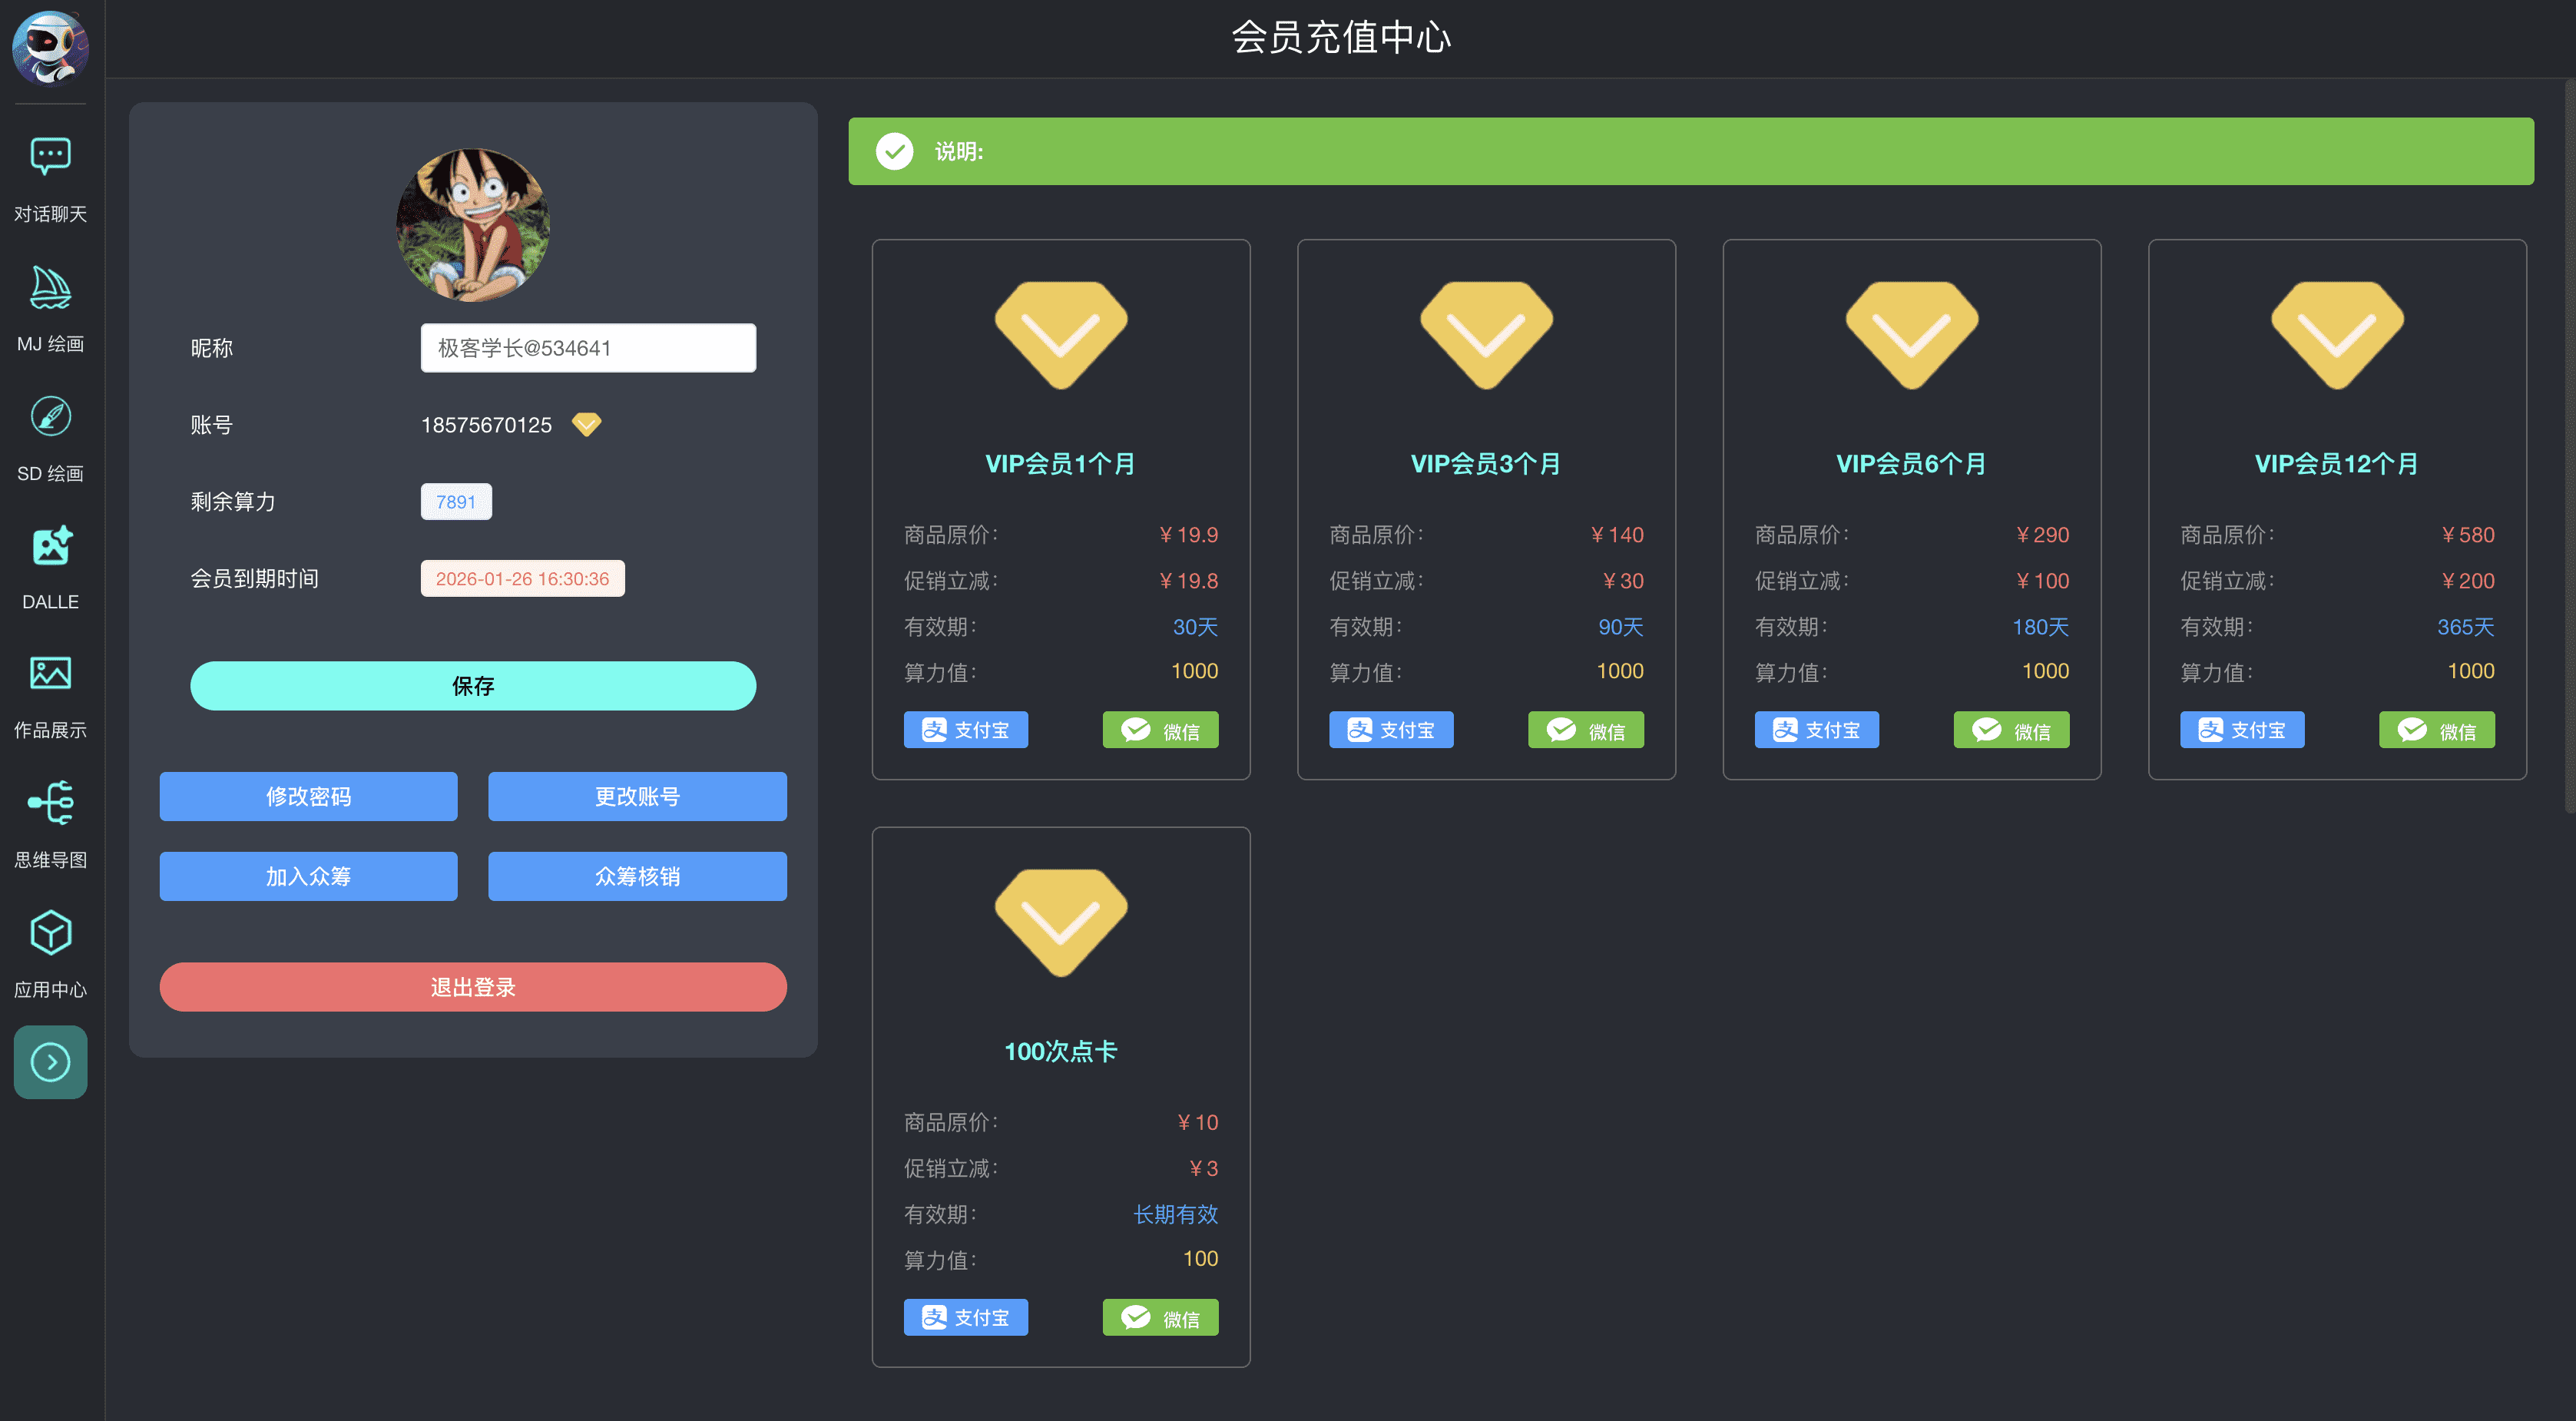 会员充值中心
对话聊天
MJ 绘画
SD 绘画
DALLE
作品展示
思维导图
应用中心
昵称
极客学长@534641
账号
18575670125
剩余算力
7891
会员到期时间
2026-01-26 16:30:36
保存
修改密码
更改账号
加入众筹
众筹核销
退出登录
说明:
VIP会员1个月
商品原价：
￥19.9
促销立减：
￥19.8
有效期：
30天
算力值：
1000
支付宝
微信
VIP会员3个月
商品原价：
￥140
促销立减：
￥30
有效期：
90天
算力值：
1000
支付宝
微信
VIP会员6个月
商品原价：
￥290
促销立减：
￥100
有效期：
180天
算力值：
1000
支付宝
微信
VIP会员12个月
商品原价：
￥580
促销立减：
￥200
有效期：
365天
算力值：
1000
支付宝
微信
100次点卡
商品原价：
￥10
促销立减：
￥3
有效期：
长期有效
算力值：
100
支付宝
微信